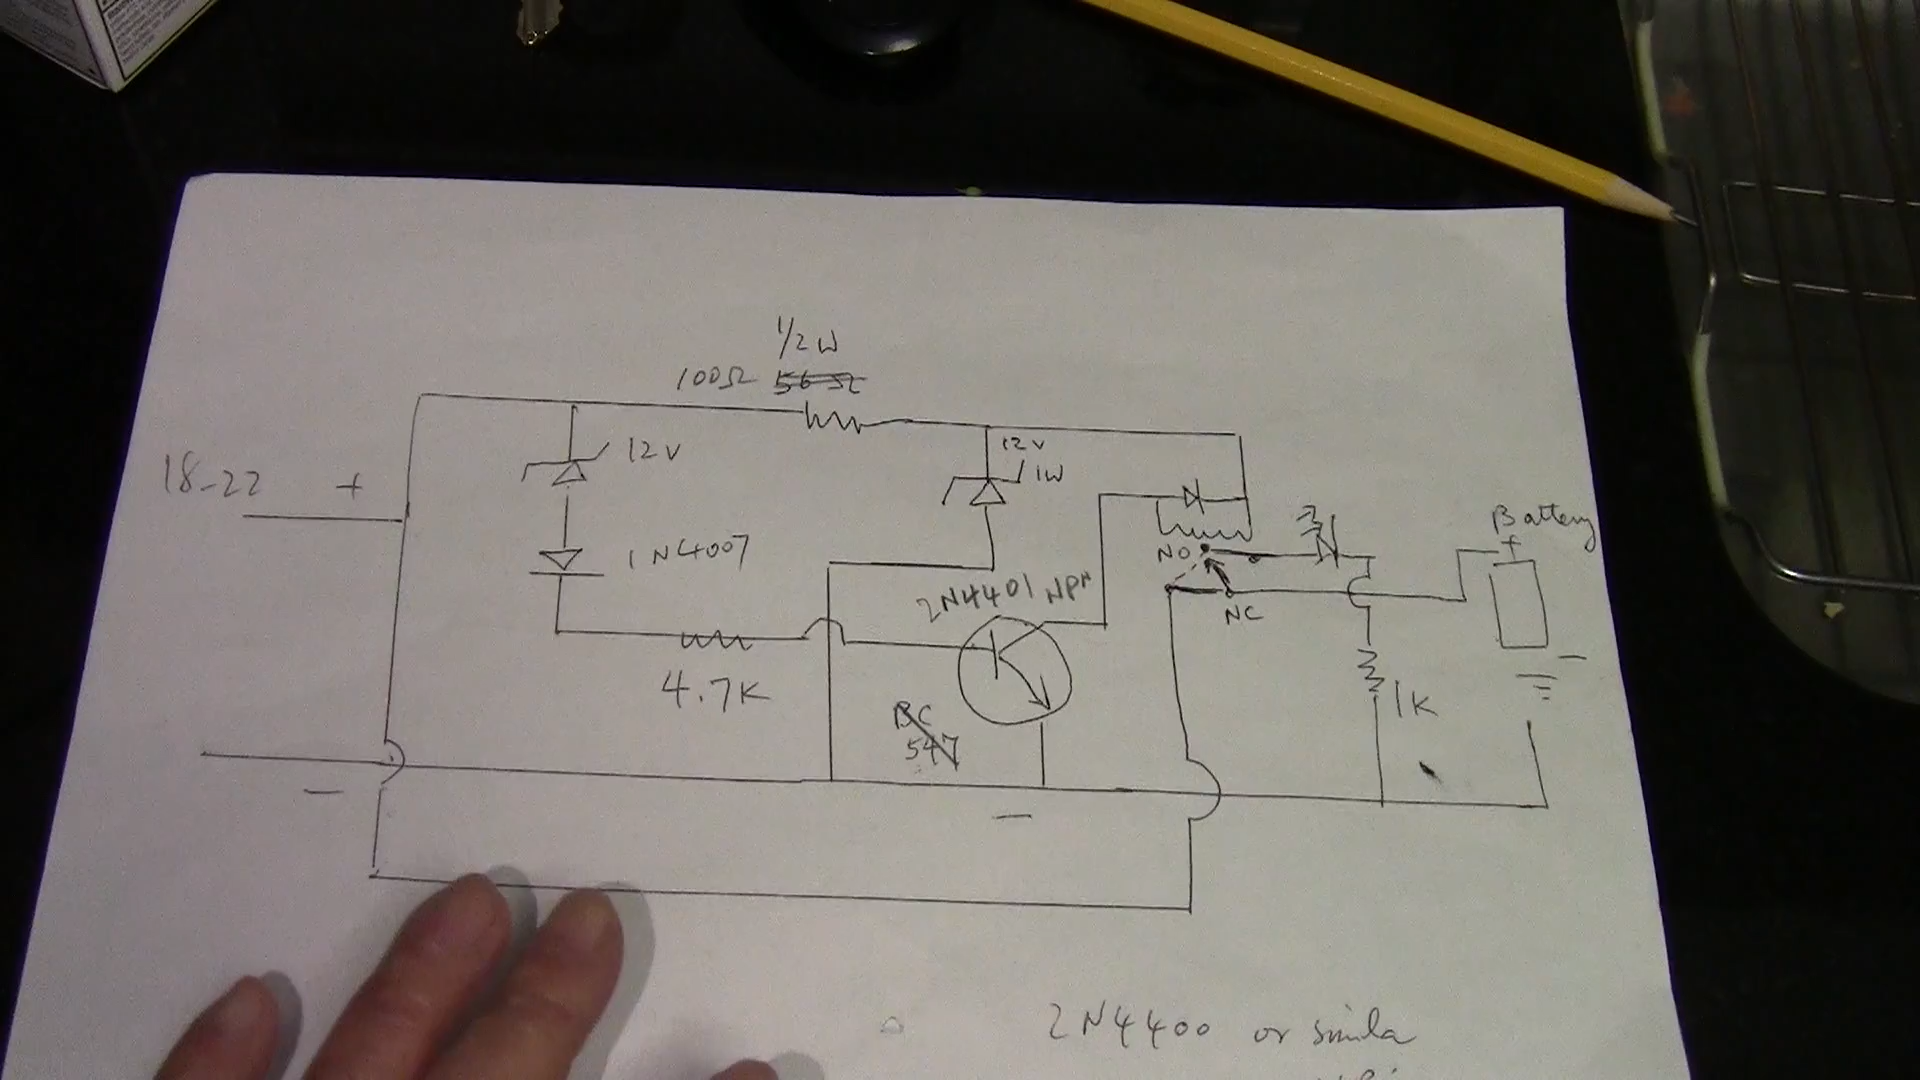 1/2 W
100Ω 56Ω
12V
12V
1W
18-22 +
Battery
+
1N4007
NO
2N4401 NPN
NC
4.7K
BC
547
1K
2N4400 or simila